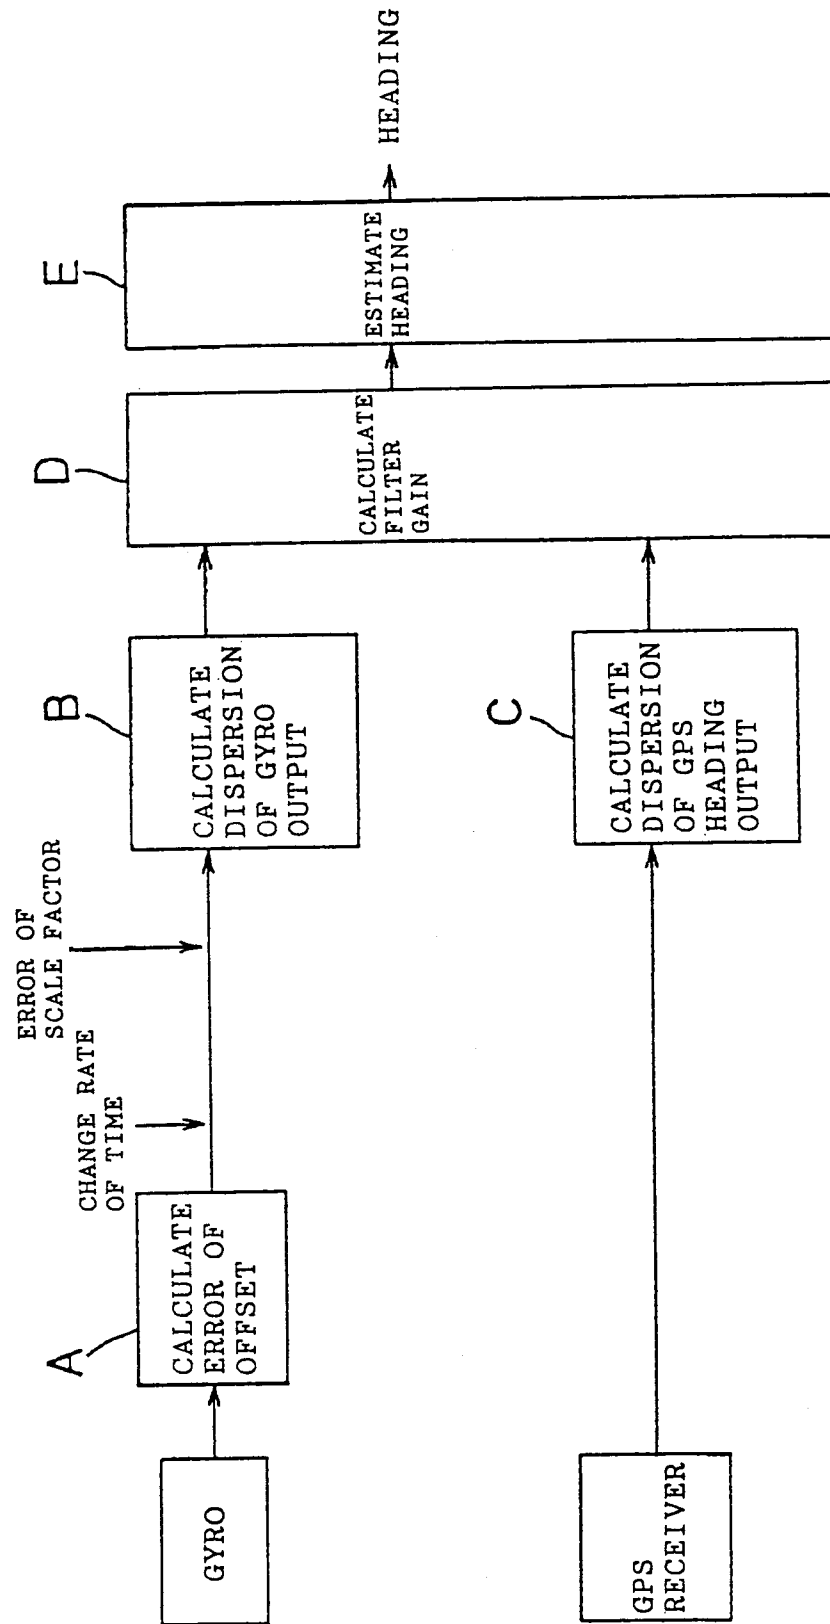 GYRO
A
CALCULATE
ERROR OF
OFFSET
CHANGE RATE
OF TIME
ERROR OF
SCALE FACTOR
B
CALCULATE
DISPERSION
OF GYRO
OUTPUT
GPS
RECEIVER
C
CALCULATE
DISPERSION
OF GPS
HEADING
OUTPUT
D
CALCULATE
FILTER
GAIN
E
ESTIMATE
HEADING
HEADING